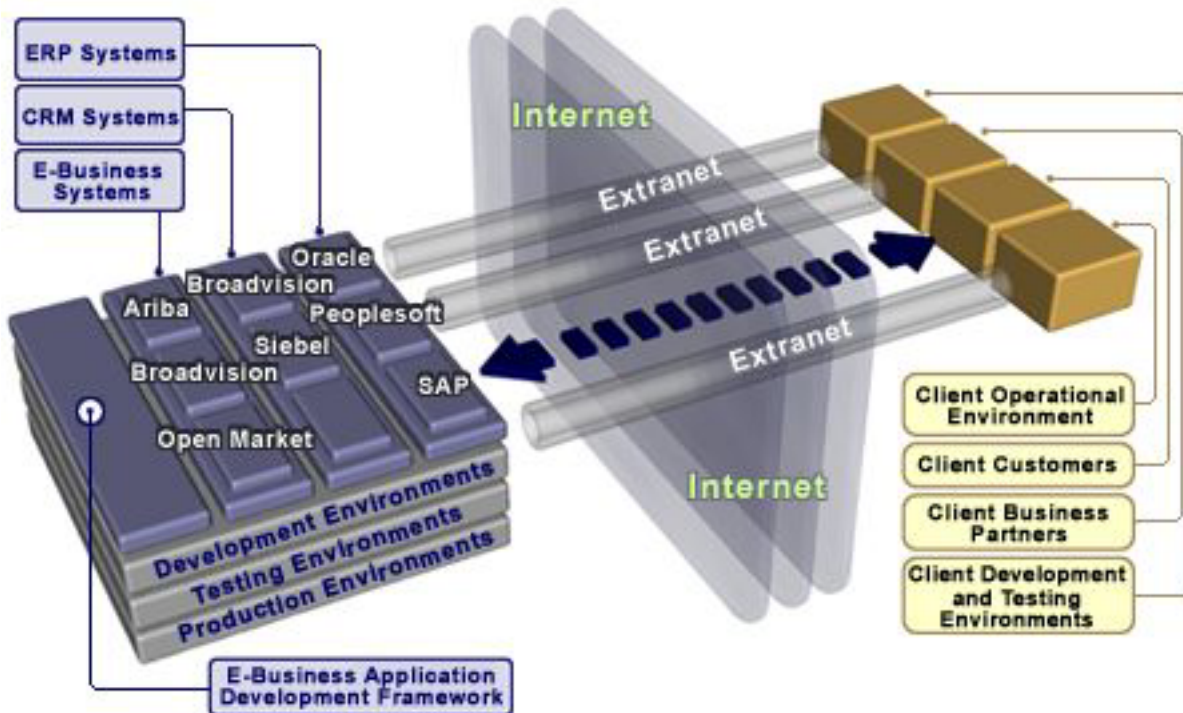 ERP Systems
CRM Systems
E-Business
Systems
Internet
Extranet
Extranet
Extranet
Internet
Oracle
Broadvision
Ariba
Peoplesoft
Siebel
Broadvision
SAP
Open Market
Development Environments
Testing Environments
Production Environments
E-Business Application
Development Framework
Client Operational
Environment
Client Customers
Client Business
Partners
Client Development
and Testing
Environments